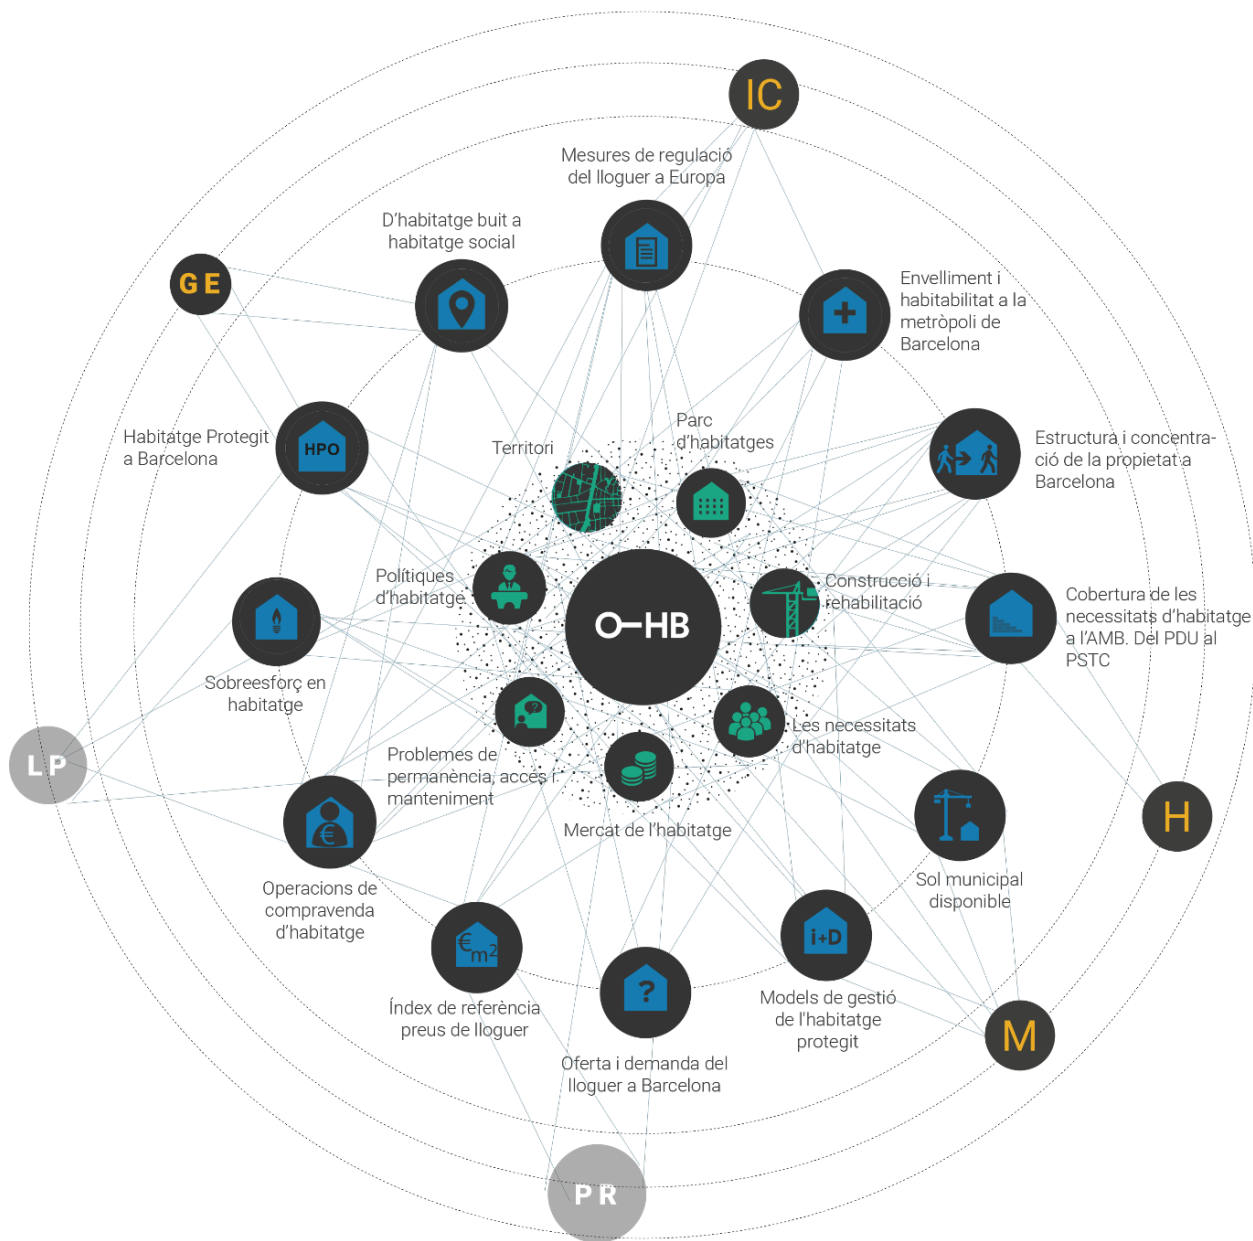 IC
Mesures de regulació
del lloguer a Europa
D'habitatge buit a
habitatge social
GE
Envelliment i
habitabilitat a la
metròpoli de
Barcelona
Parc
d'habitatges
Territori
Habitatge Protegit
a Barcelona
HPO
Estructura i concentra-
ció de la propietat a
Barcelona
Polítiques
d'habitatge
Construcció i
rehabilitació
O-HB
Cobertura de les
necessitats d'habitatge
a l'AMB. Del PDU al
PSTC
Sobreesforç en
habitatge
?
Les necessitats
d'habitatge
LP
Problemes de
permanència, accés i
manteniment
Mercat de l'habitatge
H
€
Sol municipal
disponible
Operacions de
compravenda
d'habitatge
€
m²
i+D
?
Índex de referència
preus de lloguer
Models de gestió
de l'habitatge
protegit
M
Oferta i demanda del
lloguer a Barcelona
PR